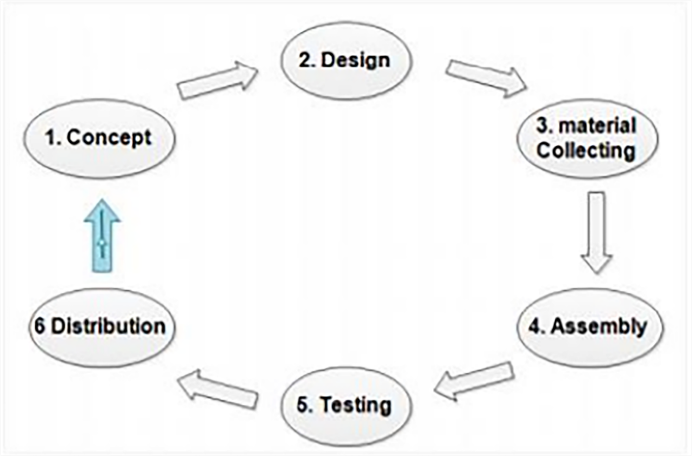 1. Concept
2. Design
3. material
Collecting
4. Assembly
5. Testing
6 Distribution